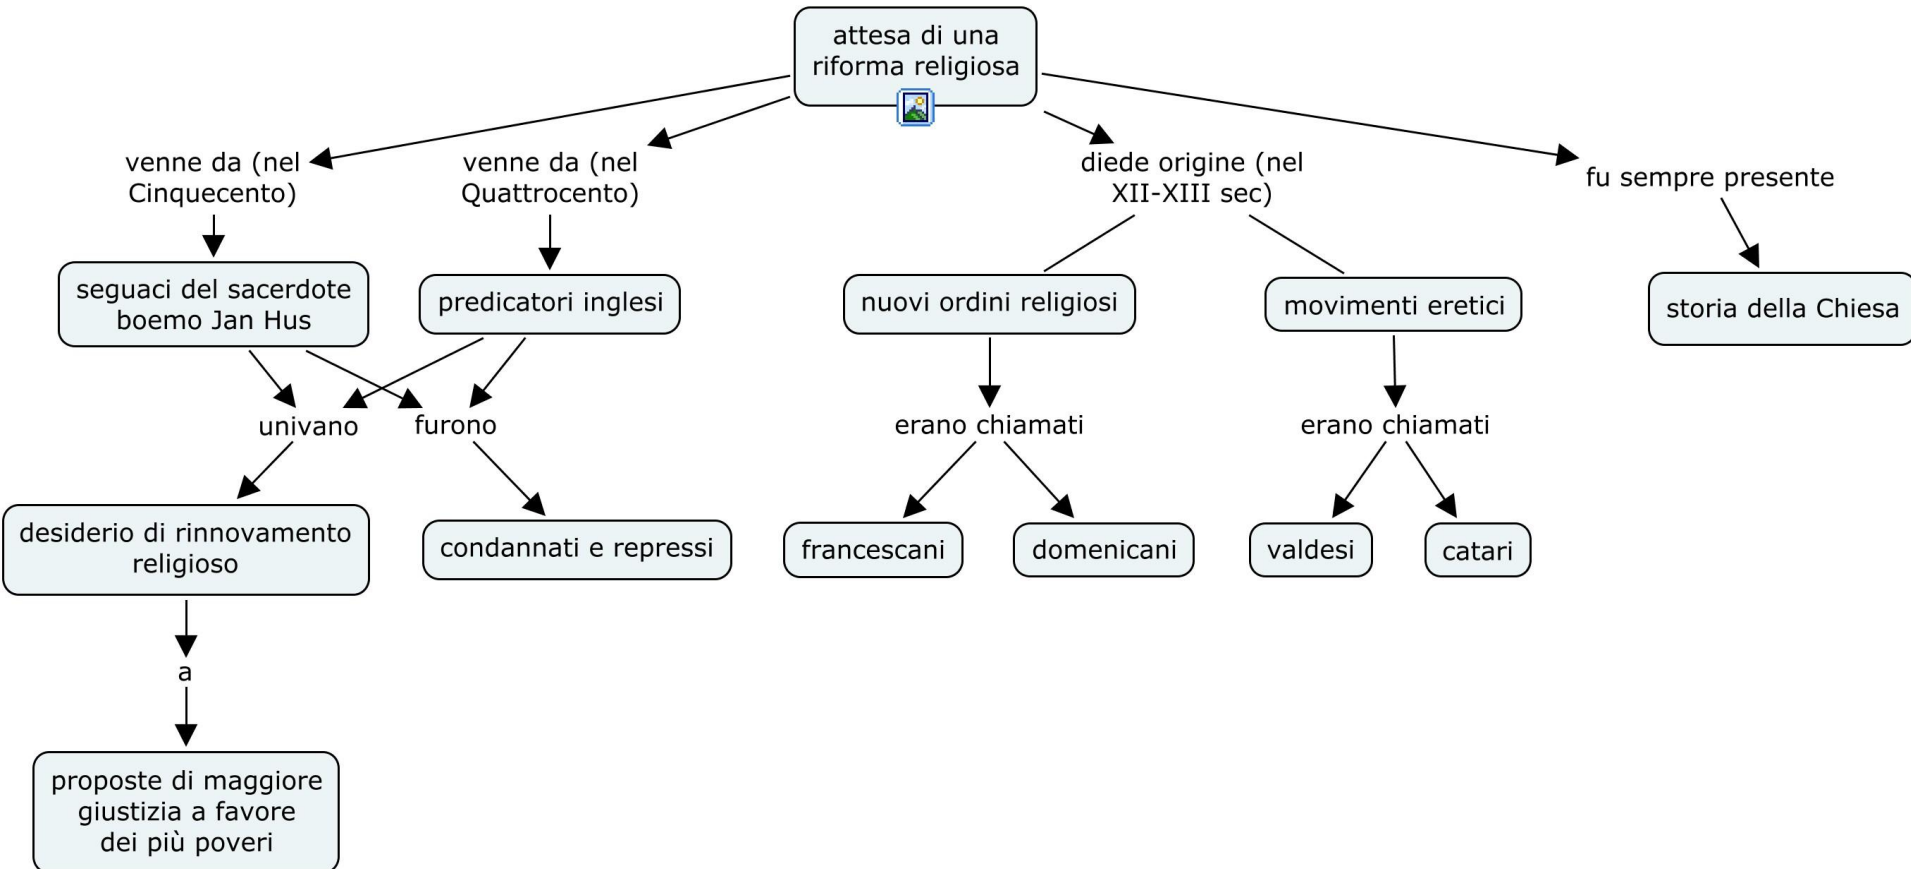 attesa di una
riforma religiosa
venne da (nel
Cinquecento)
venne da (nel
Quattrocento)
diede origine (nel
XII-XIII sec)
fu sempre presente
seguaci del sacerdote
boemo Jan Hus
predicatori inglesi
nuovi ordini religiosi
movimenti eretici
storia della Chiesa
univano
furono
erano chiamati
erano chiamati
desiderio di rinnovamento
religioso
condannati e repressi
francescani
domenicani
valdesi
catari
a
proposte di maggiore
giustizia a favore
dei più poveri